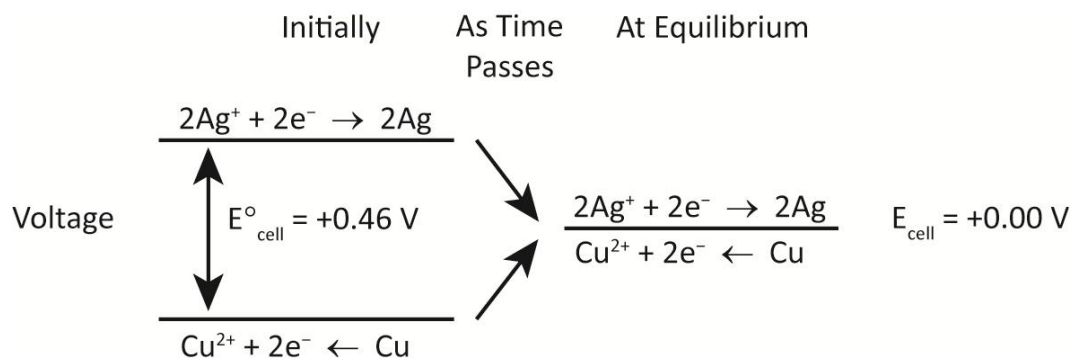 Initially As Time Passes At Equilibrium
2Ag⁺ + 2e⁻ → 2Ag
Voltage
E°cell = +0.46 V
Cu²⁺ + 2e⁻ ← Cu
2Ag⁺ + 2e⁻ → 2Ag
Cu²⁺ + 2e⁻ ← Cu
Ecell = +0.00 V